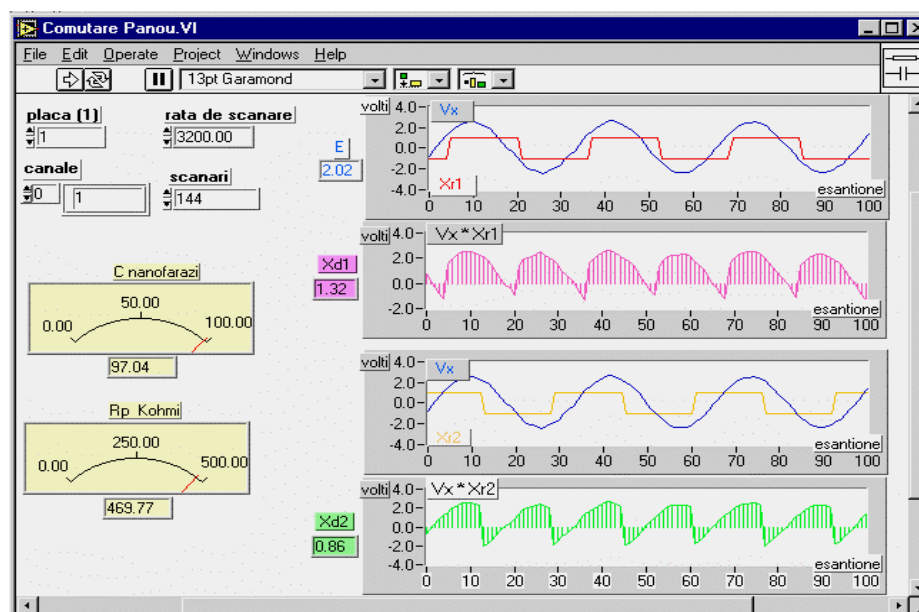 Comutare Panou.VI
File Edit Operate Project Windows Help
13pt Garamond
placa (1)
1
rata de scanare
3200.00
canale
0
1
scanari
144
E
2.02
volti 4.0 Vx
2.0
0.0
-2.0
-4.0 Xr1
esantione
0 10 20 30 40 50 60 70 80 90 100
Xd1
1.32
volti 4.0 Vx*Xr1
2.0
0.0
-2.0
esantione
0 10 20 30 40 50 60 70 80 90 100
C nanofarazi
50.00
0.00 100.00
97.04
volti 4.0 Vx
2.0
0.0
-2.0 Xr2
-4.0
esantione
0 10 20 30 40 50 60 70 80 90 100
Rp Kohmi
250.00
0.00 500.00
469.77
Xd2
0.86
volti 4.0 Vx*Xr2
2.0
0.0
-2.0
-4.0
esantione
0 10 20 30 40 50 60 70 80 90 100